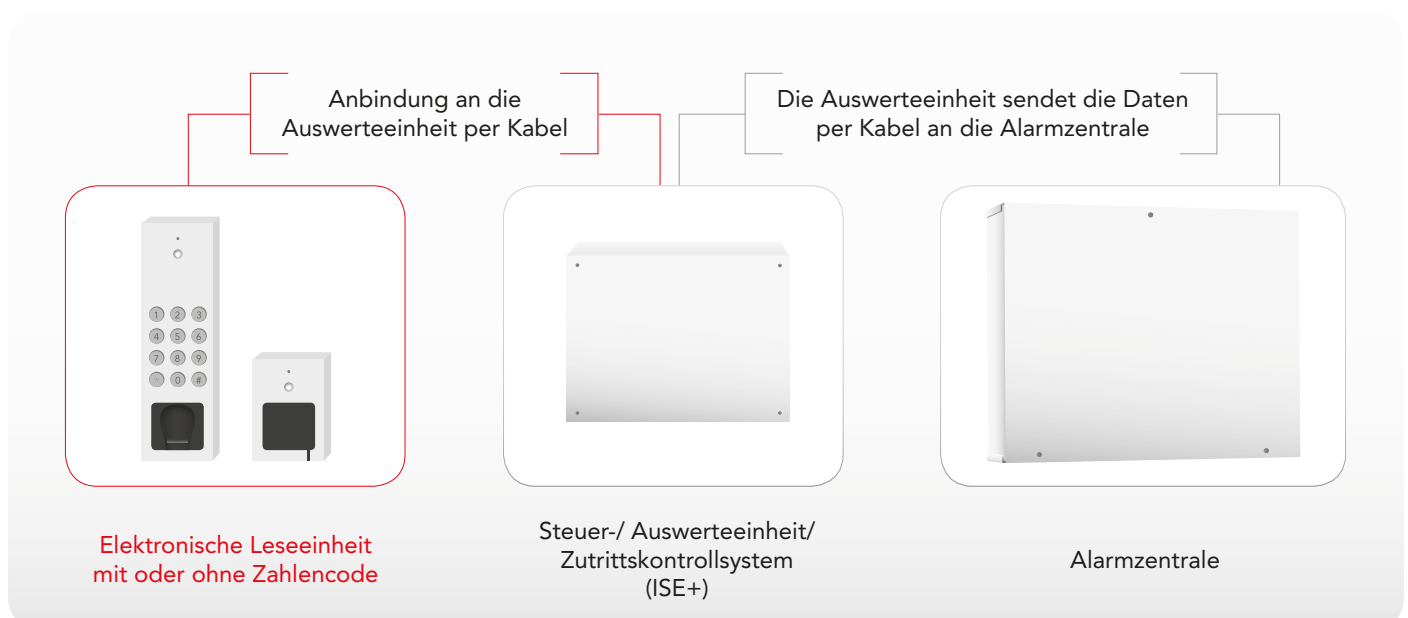 Anbindung an die
Auswerteeinheit per Kabel
Die Auswerteeinheit sendet die Daten
per Kabel an die Alarmzentrale
1 2 3
4 5 6
7 8 9
0 #
Elektronische Leseeinheit
mit oder ohne Zahlencode
Steuer-/ Auswerteeinheit/
Zutrittskontrollsystem
(ISE+)
Alarmzentrale